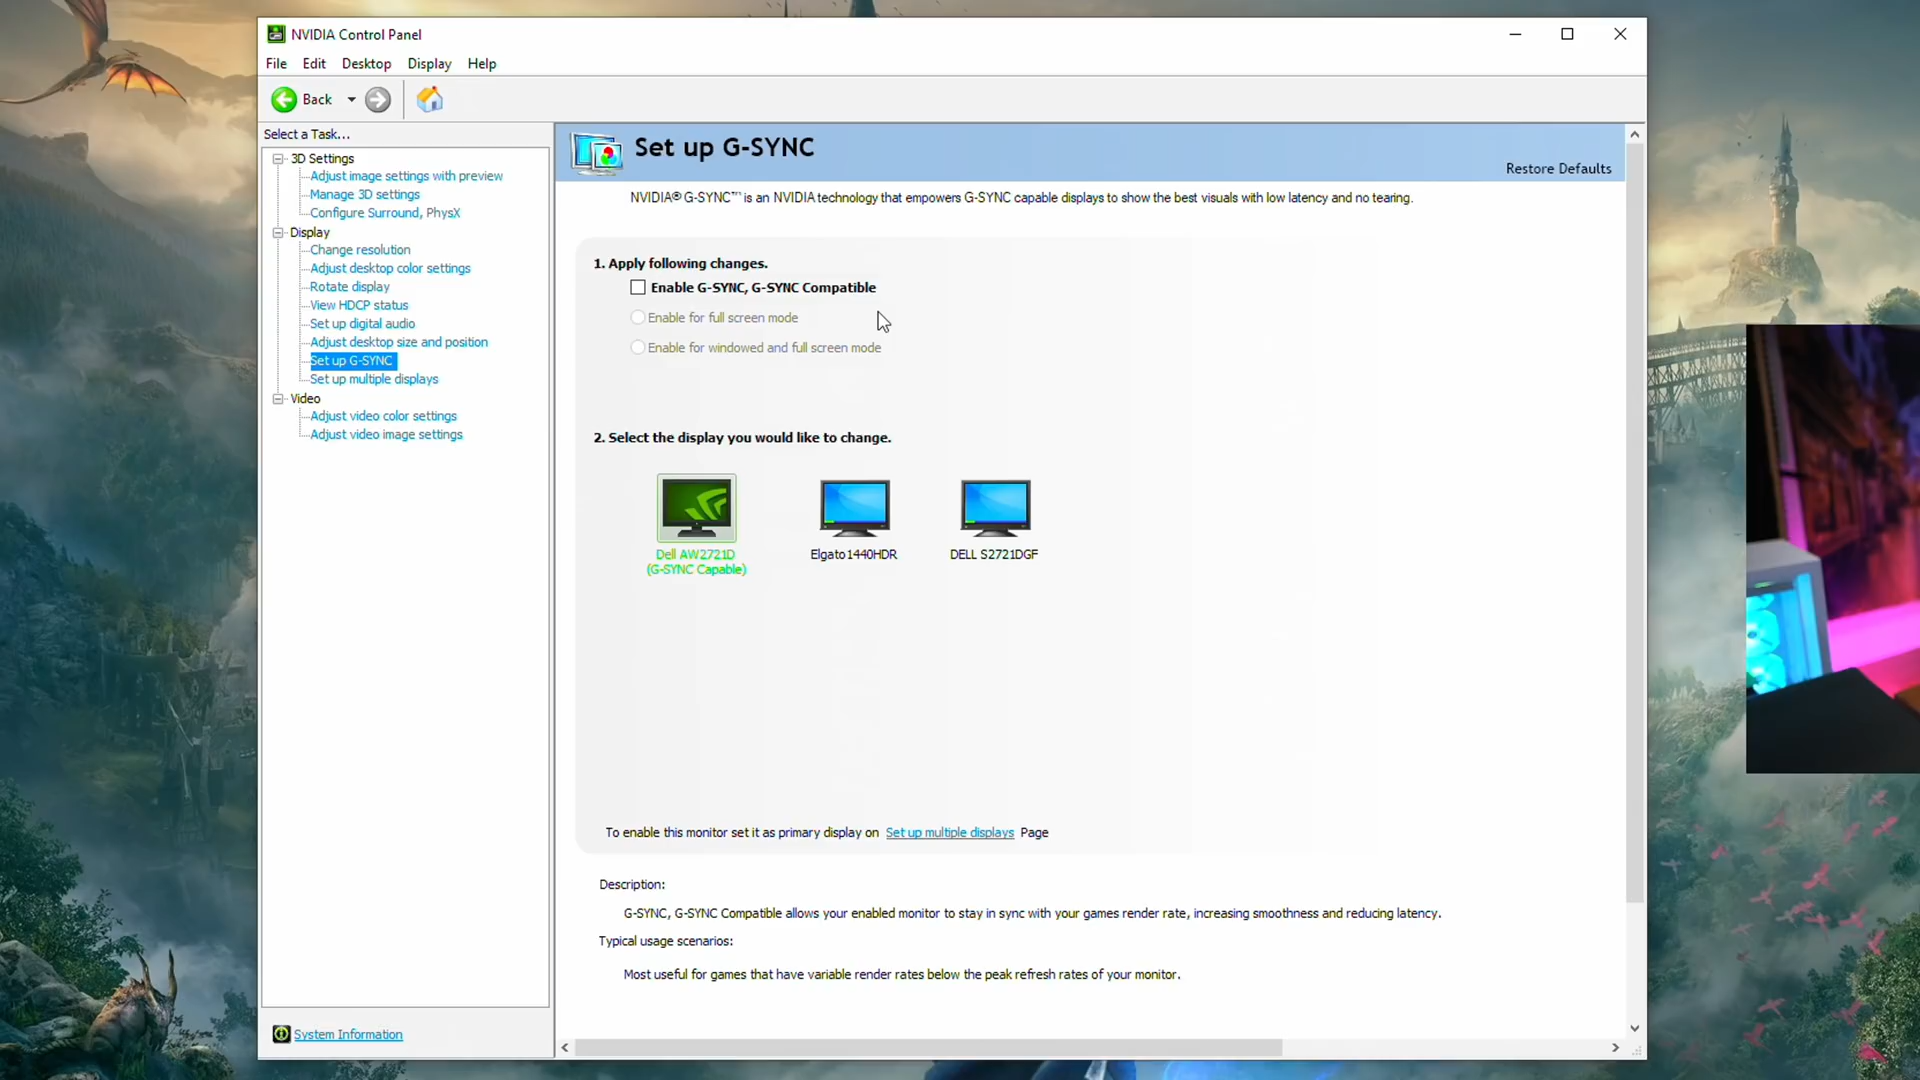 NVIDIA Control Panel
File Edit Desktop Display Help
Back
Select a Task...
3D Settings
Adjust image settings with preview
Manage 3D settings
Configure Surround, PhysX
Display
Change resolution
Adjust desktop color settings
Rotate display
View HDCP status
Set up digital audio
Adjust desktop size and position
Set up G-SYNC
Set up multiple displays
Video
Adjust video color settings
Adjust video image settings
System Information
Set up G-SYNC
Restore Defaults
NVIDIA® G-SYNC™ is an NVIDIA technology that empowers G-SYNC capable displays to show the best visuals with low latency and no tearing.
1. Apply following changes.
Enable G-SYNC, G-SYNC Compatible
Enable for full screen mode
Enable for windowed and full screen mode
2. Select the display you would like to change.
Dell AW2721D
(G-SYNC Capable)
Elgato1440HDR
DELL S2721DGF
To enable this monitor set it as primary display on Set up multiple displays Page
Description:
G-SYNC, G-SYNC Compatible allows your enabled monitor to stay in sync with your games render rate, increasing smoothness and reducing latency.
Typical usage scenarios:
Most useful for games that have variable render rates below the peak refresh rates of your monitor.